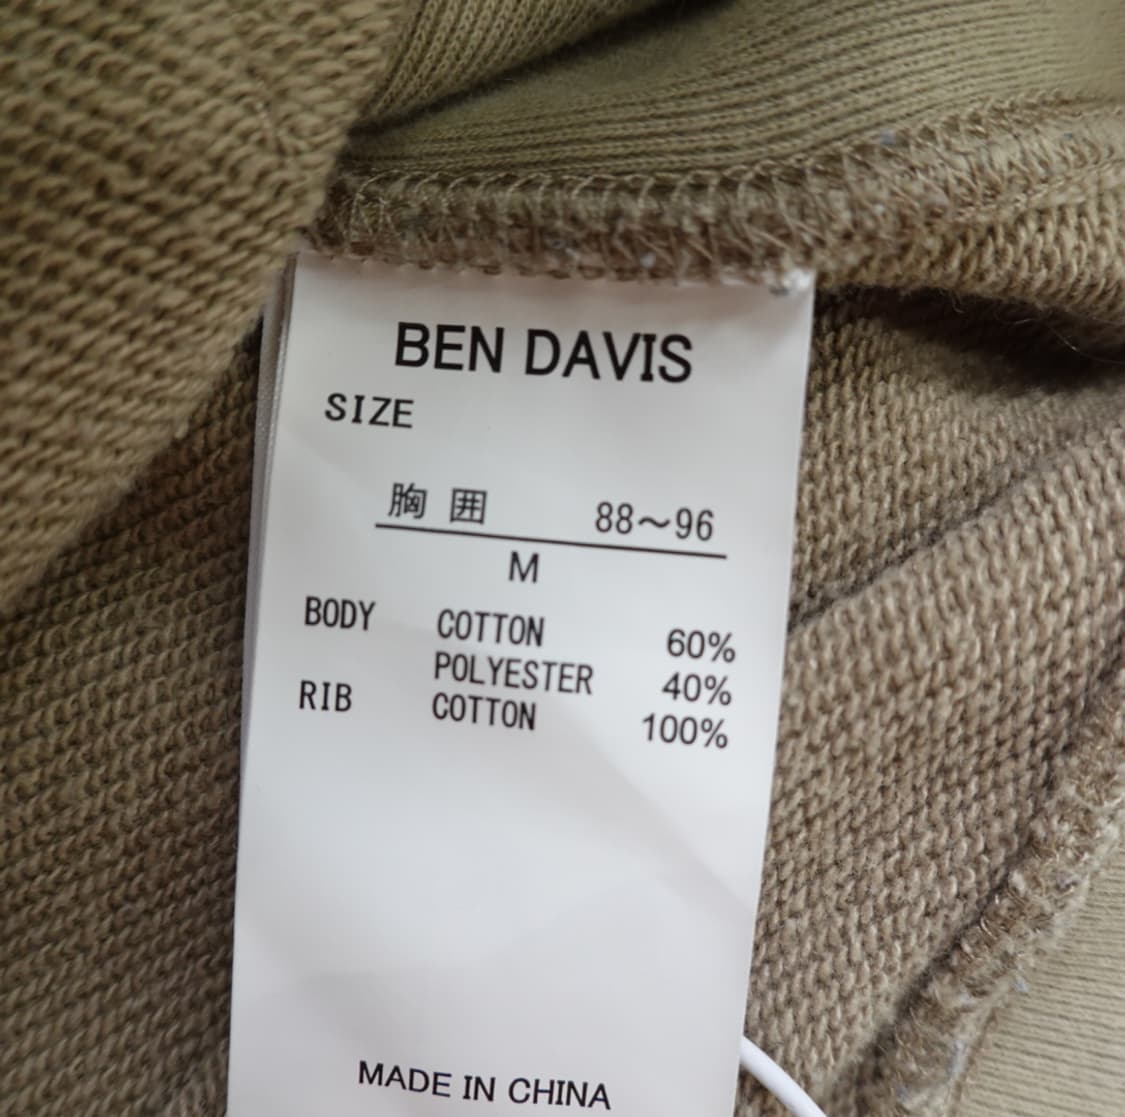 BEN DAVIS
SIZE
胸 囲 88～96
M
BODY COTTON 60%
POLYESTER 40%
RIB COTTON 100%
MADE IN CHINA